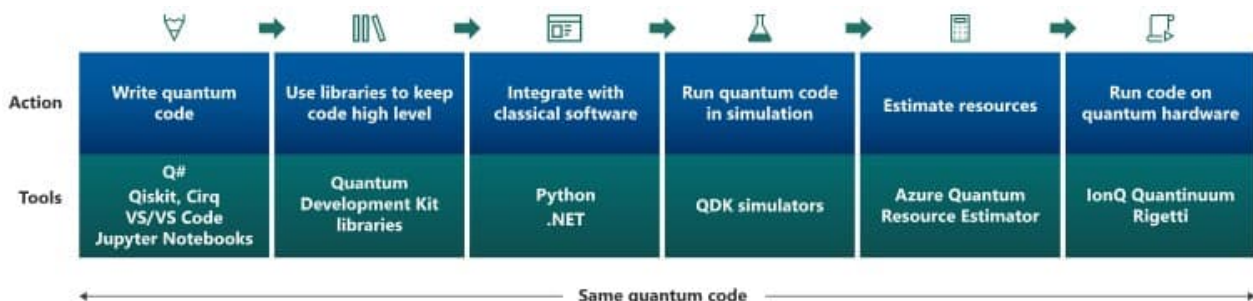 Action
Write quantum
code
Use libraries to keep
code high level
Integrate with
classical software
Run quantum code
in simulation
Estimate resources
Run code on
quantum hardware
Tools
Q#
Qiskit, Cirq
VS/VS Code
Jupyter Notebooks
Quantum
Development Kit
libraries
Python
.NET
QDK simulators
Azure Quantum
Resource Estimator
IonQ Quantinuum
Rigetti
Same quantum code